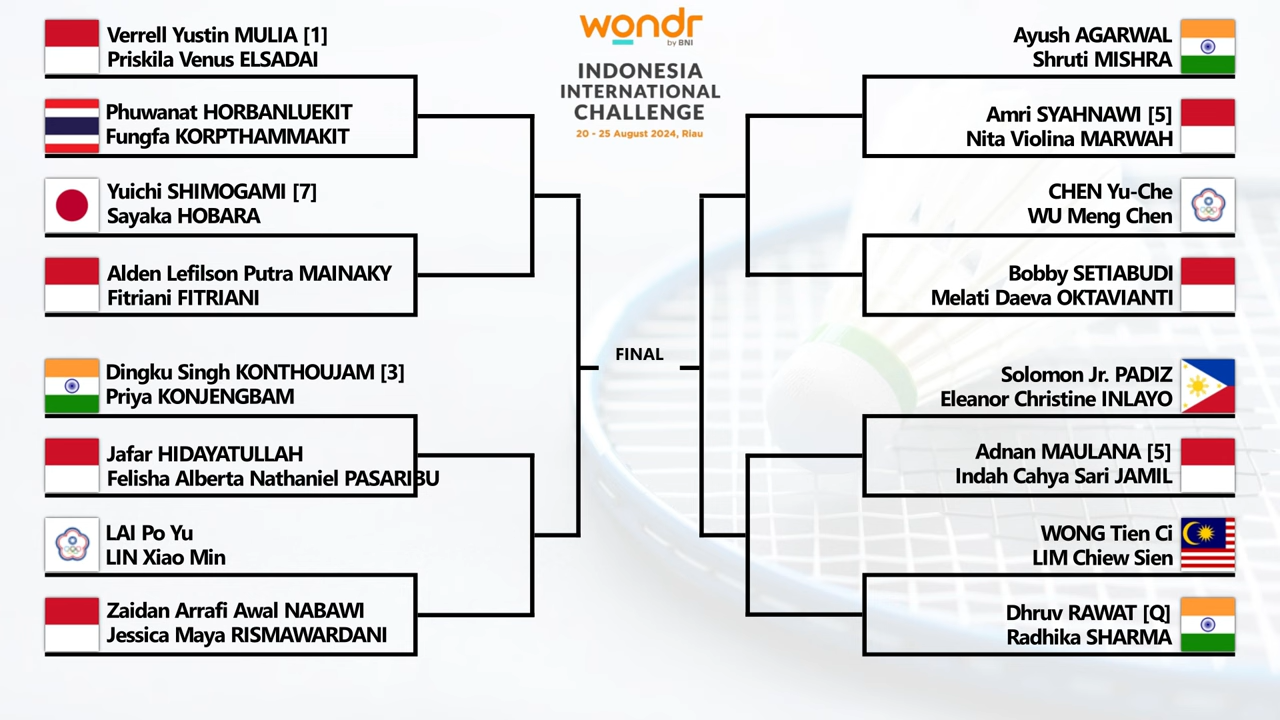 wondr
by BNI
INDONESIA
INTERNATIONAL
CHALLENGE
20 - 25 August 2024, Riau
Verrell Yustin MULIA [1]
Priskila Venus ELSADAI
Phuwanat HORBANLUEKIT
Fungfa KORPTHAMMAKIT
Yuichi SHIMOGAMI [7]
Sayaka HOBARA
Alden Lefilson Putra MAINAKY
Fitriani FITRIANI
Dingku Singh KONTHOUJAM [3]
Priya KONJENGBAM
Jafar HIDAYATULLAH
Felisha Alberta Nathaniel PASARIBU
LAI Po Yu
LIN Xiao Min
Zaidan Arrafi Awal NABAWI
Jessica Maya RISMAWARDANI
FINAL
Ayush AGARWAL
Shruti MISHRA
Amri SYAHNAWI [5]
Nita Violina MARWAH
CHEN Yu-Che
WU Meng Chen
Bobby SETIABUDI
Melati Daeva OKTAVIANTI
Solomon Jr. PADIZ
Eleanor Christine INLAYO
Adnan MAULANA [5]
Indah Cahya Sari JAMIL
WONG Tien Ci
LIM Chiew Sien
Dhruv RAWAT [Q]
Radhika SHARMA